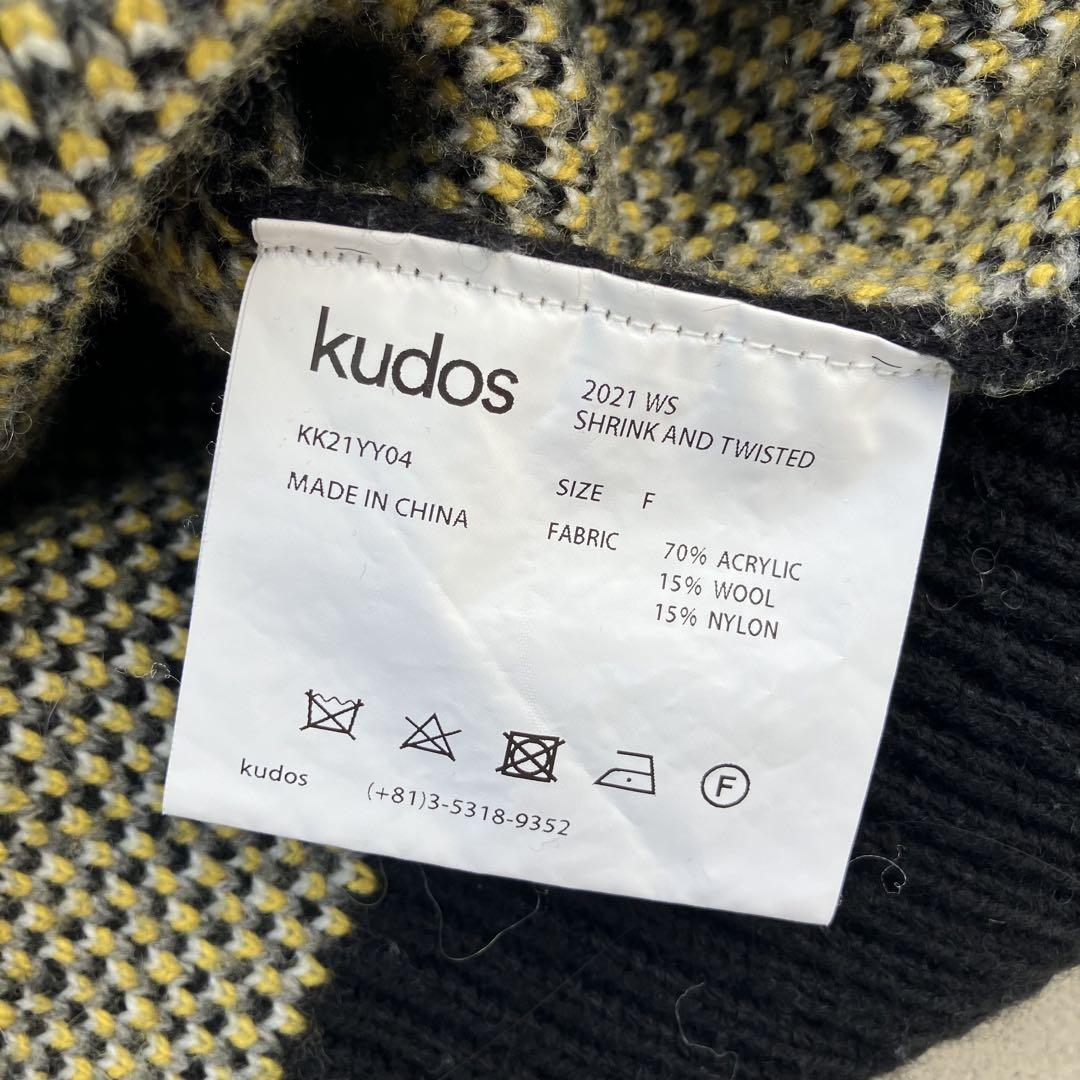 kudos
KK21YY04
MADE IN CHINA
2021 WS
SHRINK AND TWISTED
SIZE F
FABRIC 70% ACRYLIC
15% WOOL
15% NYLON
F
kudos (+81)3-5318-9352